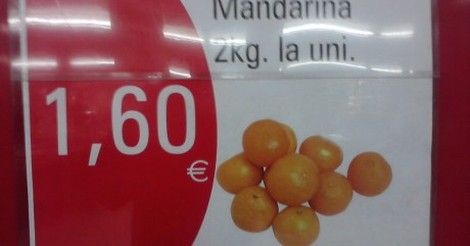 Mandarina
2kg. la uni.
1,60
€